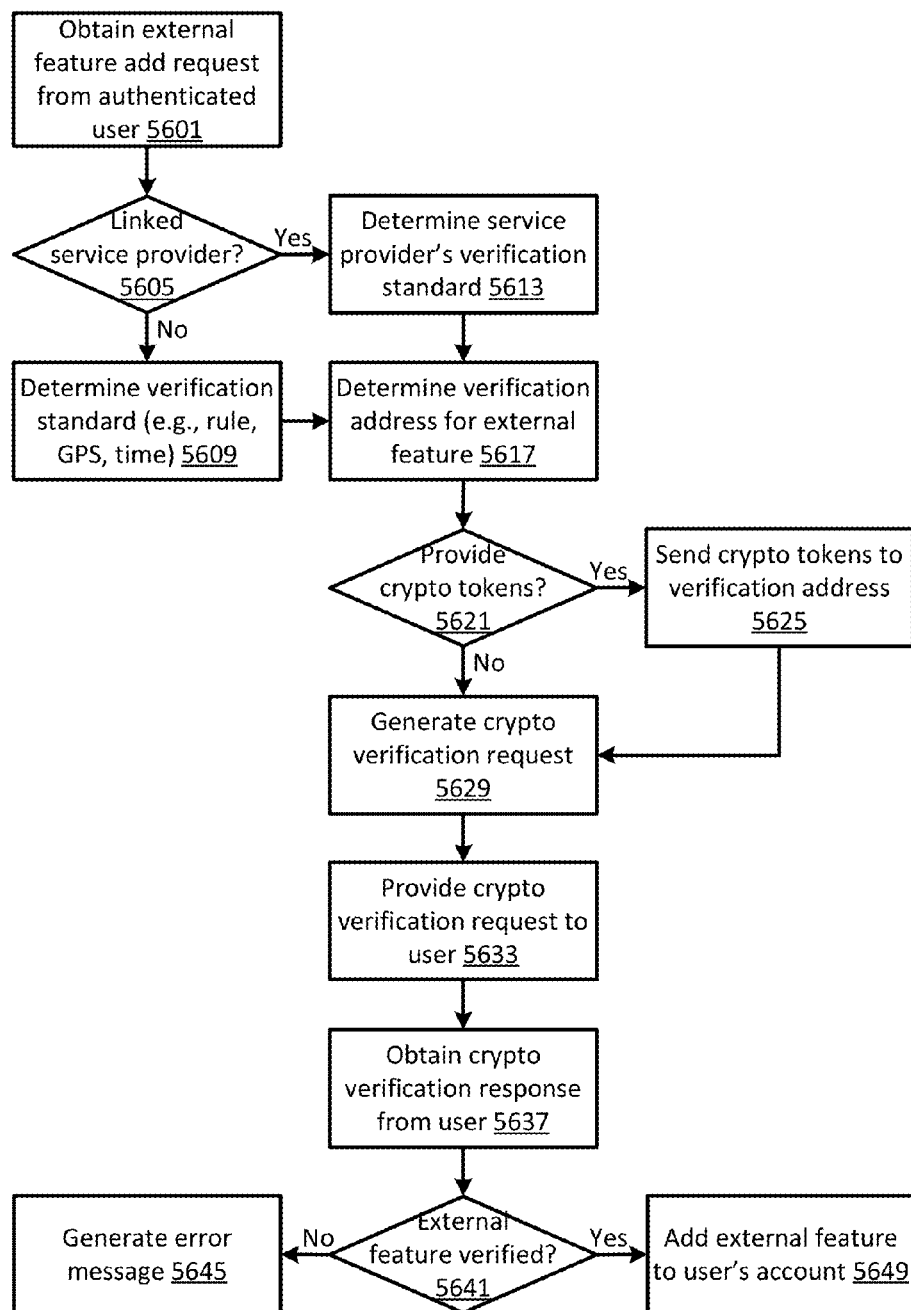 Obtain external
feature add request
from authenticated
user 5601
Linked
service provider?
5605
Yes
Determine service
provider's verification
standard 5613
No
Determine verification
standard (e.g., rule,
GPS, time) 5609
Determine verification
address for external
feature 5617
Provide
crypto tokens?
5621
Yes
Send crypto tokens to
verification address
5625
No
Generate crypto
verification request
5629
Provide crypto
verification request to
user 5633
Obtain crypto
verification response
from user 5637
External
feature verified?
5641
No
Generate error
message 5645
Yes
Add external feature
to user's account 5649